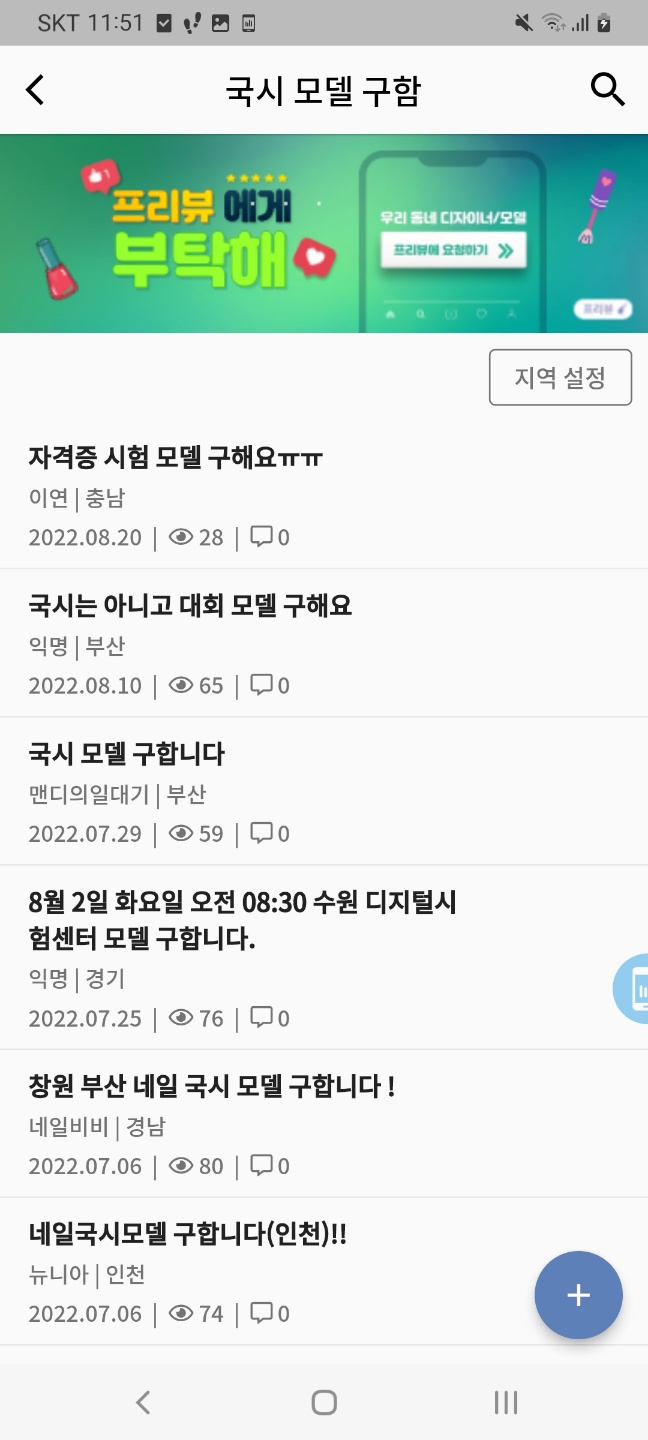 SKT 11:51
국시 모델 구함
프리뷰 에게
부탁해
우리 동네 디자이너/모델
프리뷰에 요청하기
프리뷰
지역 설정
자격증 시험 모델 구해요ㅠㅠ
이연 | 충남
2022.08.20 | 28 | 0
국시는 아니고 대회 모델 구해요
익명 | 부산
2022.08.10 | 65 | 0
국시 모델 구합니다
맨디의일대기 | 부산
2022.07.29 | 59 | 0
8월 2일 화요일 오전 08:30 수원 디지털시
험센터 모델 구합니다.
익명 | 경기
2022.07.25 | 76 | 0
창원 부산 네일 국시 모델 구합니다 !
네일비비 | 경남
2022.07.06 | 80 | 0
네일국시모델 구합니다(인천)!!
뉴니아 | 인천
2022.07.06 | 74 | 0